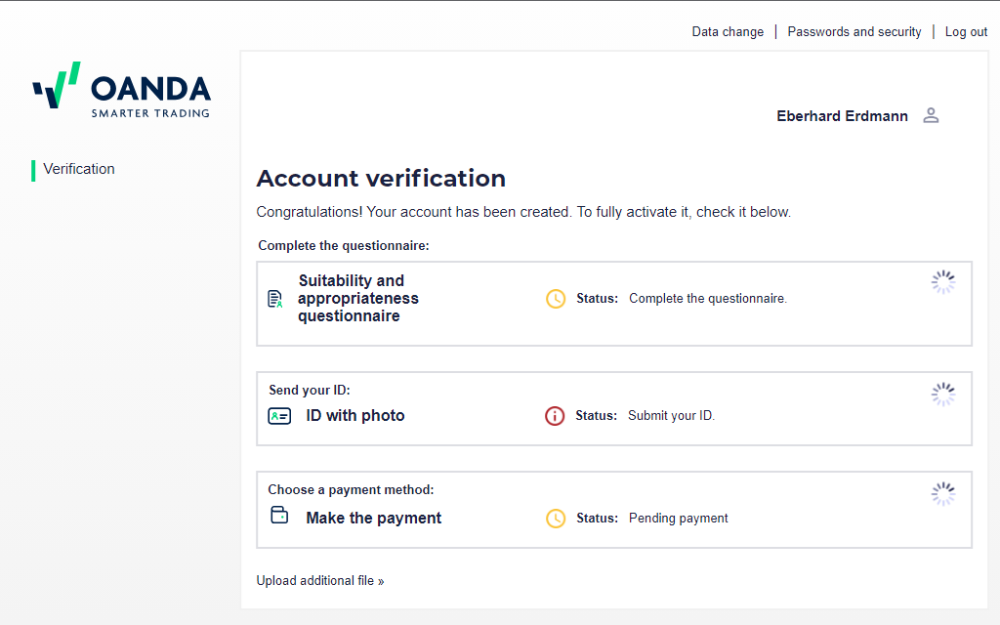 Data change | Passwords and security | Log out
OANDA
SMARTER TRADING
Eberhard Erdmann
Verification
Account verification
Congratulations! Your account has been created. To fully activate it, check it below.
Complete the questionnaire:
Suitability and
appropriateness
questionnaire
Status: Complete the questionnaire.
Send your ID:
ID with photo
Status: Submit your ID.
Choose a payment method:
Make the payment
Status: Pending payment
Upload additional file »